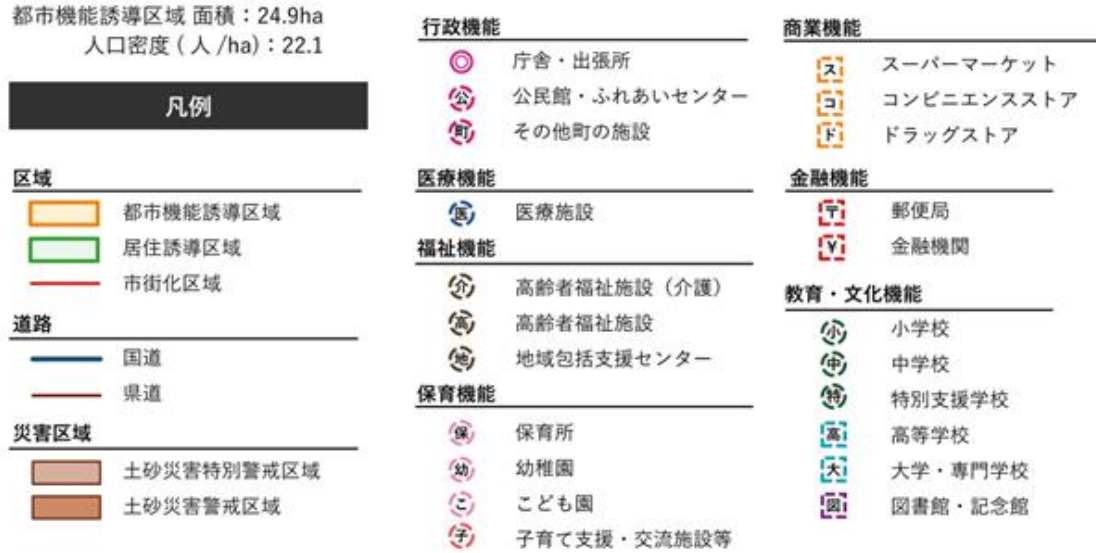 都市機能誘導区域 面積：24.9ha
人口密度 ( 人 /ha)：22.1
凡例
区域
都市機能誘導区域
居住誘導区域
市街化区域
道路
国道
県道
災害区域
土砂災害特別警戒区域
土砂災害警戒区域
行政機能
庁舎・出張所
公 公民館・ふれあいセンター
町 その他町の施設
医療機能
医 医療施設
福祉機能
介 高齢者福祉施設（介護）
高 高齢者福祉施設
地 地域包括支援センター
保育機能
保 保育所
幼 幼稚園
こ こども園
子 子育て支援・交流施設等
商業機能
ス スーパーマーケット
コ コンビニエンスストア
ド ドラッグストア
金融機能
〒 郵便局
¥ 金融機関
教育・文化機能
小 小学校
中 中学校
特 特別支援学校
高 高等学校
大 大学・専門学校
図 図書館・記念館